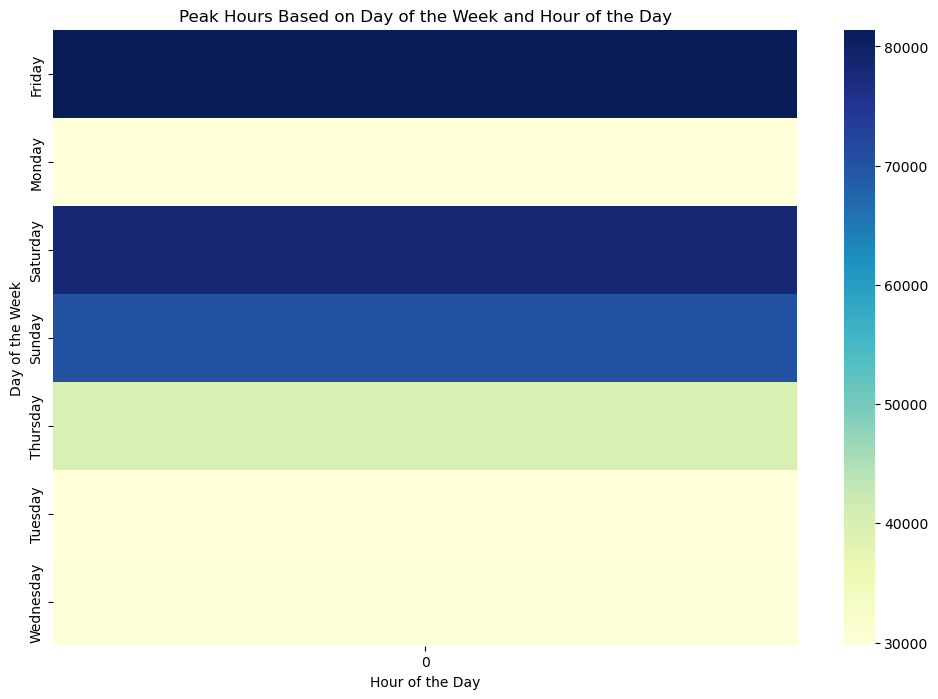 Peak Hours Based on Day of the Week and Hour of the Day
Day of the Week
Friday
Monday
Saturday
Sunday
Thursday
Tuesday
Wednesday
0
Hour of the Day
80000
70000
60000
50000
40000
30000